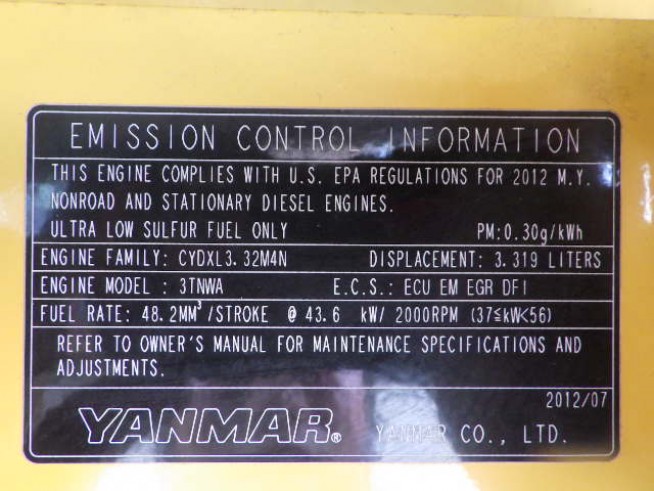 EMISSION CONTROL INFORMATION
THIS ENGINE COMPLIES WITH U.S. EPA REGULATIONS FOR 2012 M.Y.
NONROAD AND STATIONARY DIESEL ENGINES.
ULTRA LOW SULFUR FUEL ONLY PM:0.30g/kWh
ENGINE FAMILY: CYDXL3.32M4N DISPLACEMENT: 3.319 LITERS
ENGINE MODEL : 3TNWA E.C.S.: ECU EM EGR DFI
FUEL RATE: 48.2MM³/STROKE @ 43.6 kW/ 2000RPM (37≦kW<56)
REFER TO OWNER'S MANUAL FOR MAINTENANCE SPECIFICATIONS AND
ADJUSTMENTS.
2012/07
YANMAR® YANMAR CO., LTD.